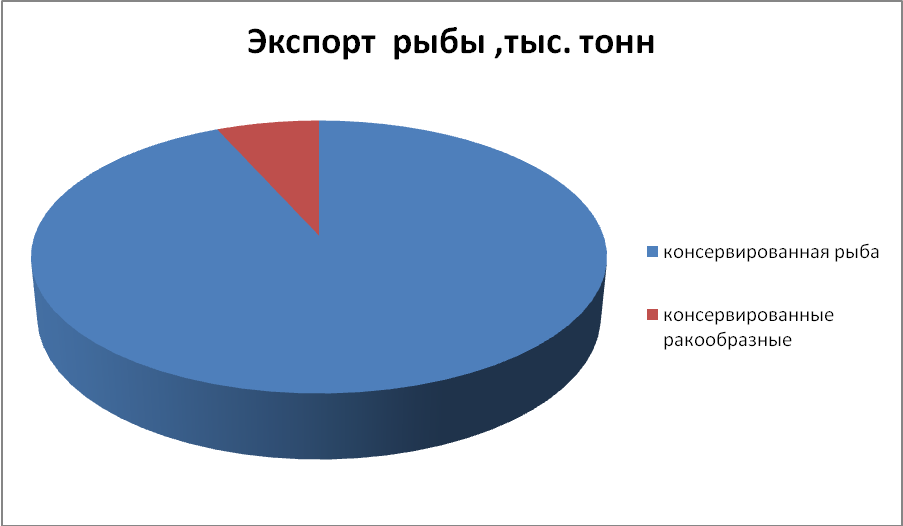 Экспорт  рыбы ,тыс. тонн
консервированная рыба
консервированные
ракообразные